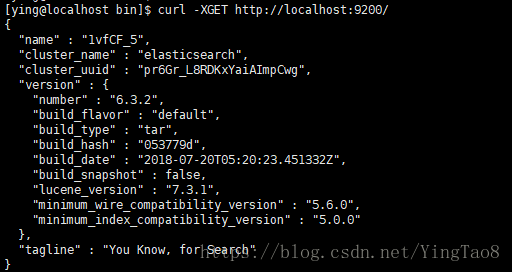 [ying@localhost bin]$ curl -XGET http://localhost:9200/
{
  "name" : "1vfCF_5",
  "cluster_name" : "elasticsearch",
  "cluster_uuid" : "pr6Gr_L8RDKxYaiAImpCwg",
  "version" : {
    "number" : "6.3.2",
    "build_flavor" : "default",
    "build_type" : "tar",
    "build_hash" : "053779d",
    "build_date" : "2018-07-20T05:20:23.451332Z",
    "build_snapshot" : false,
    "lucene_version" : "7.3.1",
    "minimum_wire_compatibility_version" : "5.6.0",
    "minimum_index_compatibility_version" : "5.0.0"
  },
  "tagline" : "You Know, for Search"
}
https://blog.csdn.net/YingTao8